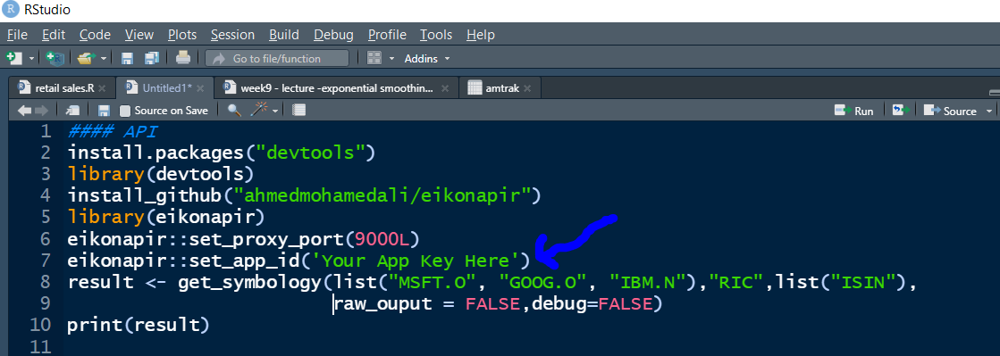 RStudio
File Edit Code View Plots Session Build Debug Profile Tools Help
Go to file/function Addins
retail sales.R Untitled1* week9 - lecture -exponential smoothin... amtrak
Source on Save Run Source
1 #### API
2 install.packages("devtools")
3 library(devtools)
4 install_github("ahmedmohamedali/eikonapir")
5 library(eikonapir)
6 eikonapir::set_proxy_port(9000L)
7 eikonapir::set_app_id('Your App Key Here')
8 result <- get_symbology(list("MSFT.O", "GOOG.O", "IBM.N"),"RIC",list("ISIN"),
9 raw_ouput = FALSE,debug=FALSE)
10 print(result)
11